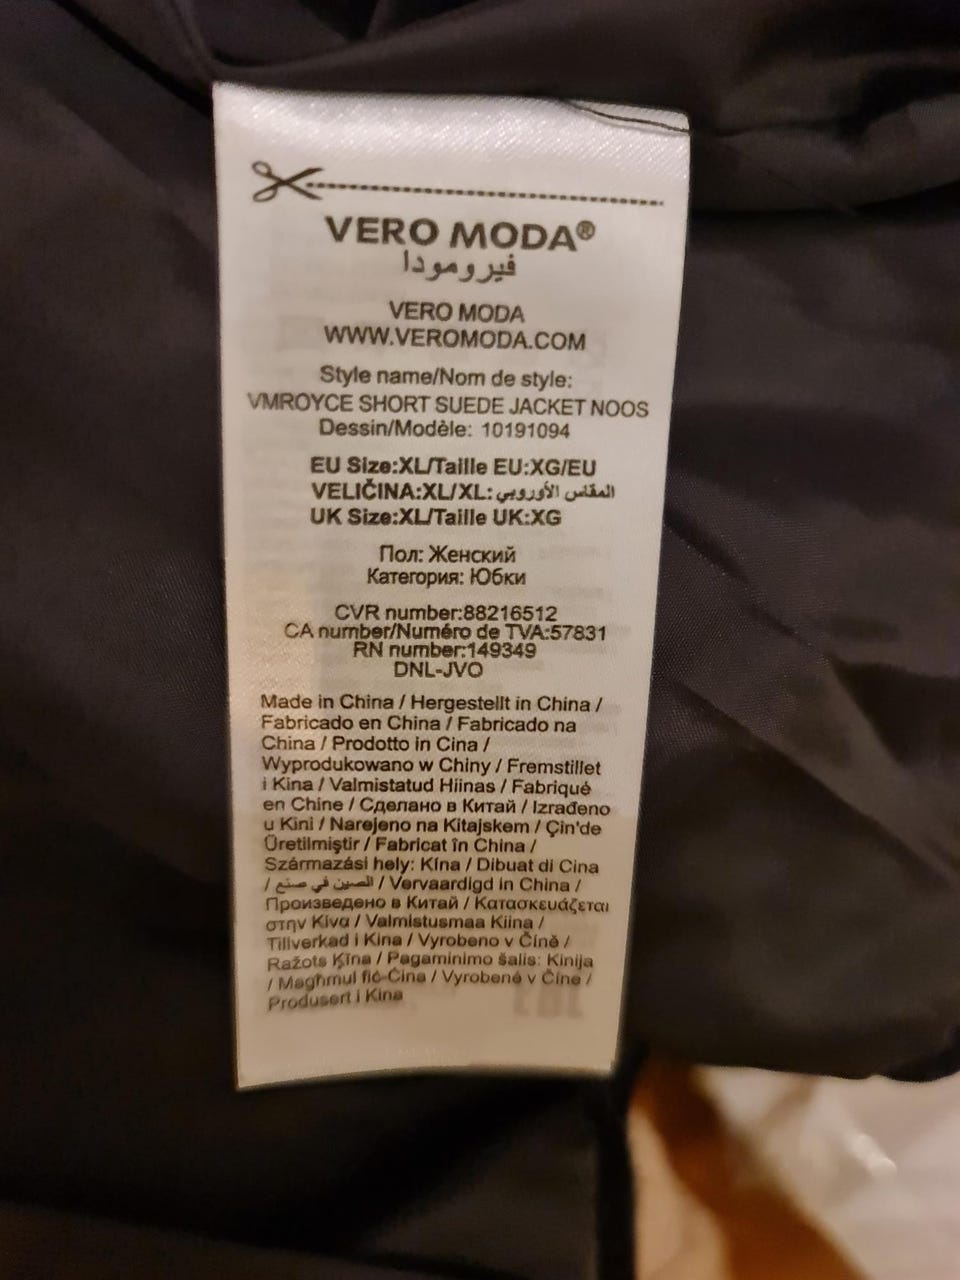 VERO MODA®
فيرومودا
VERO MODA
WWW.VEROMODA.COM
Style name/Nom de style:
VMROYCE SHORT SUEDE JACKET NOOS
Dessin/Modèle: 10191094
EU Size:XL/Taille EU:XG/EU
VELIČINA:XL/XL:المقاس الأوروبي
UK Size:XL/Taille UK:XG
Пол: Женский
Категория: Юбки
CVR number:88216512
CA number/Numéro de TVA:57831
RN number:149349
DNL-JVO
Made in China / Hergestellt in China /
Fabricado en China / Fabricado na
China / Prodotto in Cina /
Wyprodukowano w Chiny / Fremstillet
i Kina / Valmistatud Hiinas / Fabriqué
en Chine / Сделано в Китай / Izrađeno
u Kini / Narejeno na Kitajskem / Çin'de
Üretilmiştir / Fabricat în China /
Származási hely: Kína / Dibuat di Cina
/ الصين في صنع / Vervaardigd in China /
Произведено в Китай / Κατασκευάζεται
στην Κίνα / Valmistusmaa Kiina /
Tillverkad i Kina / Vyrobeno v Číně /
Ražots Ķīna / Pagaminimo šalis: Kinija
/ Magħmul fiċ-Ċina / Vyrobené v Číne /
Produsert i Kina